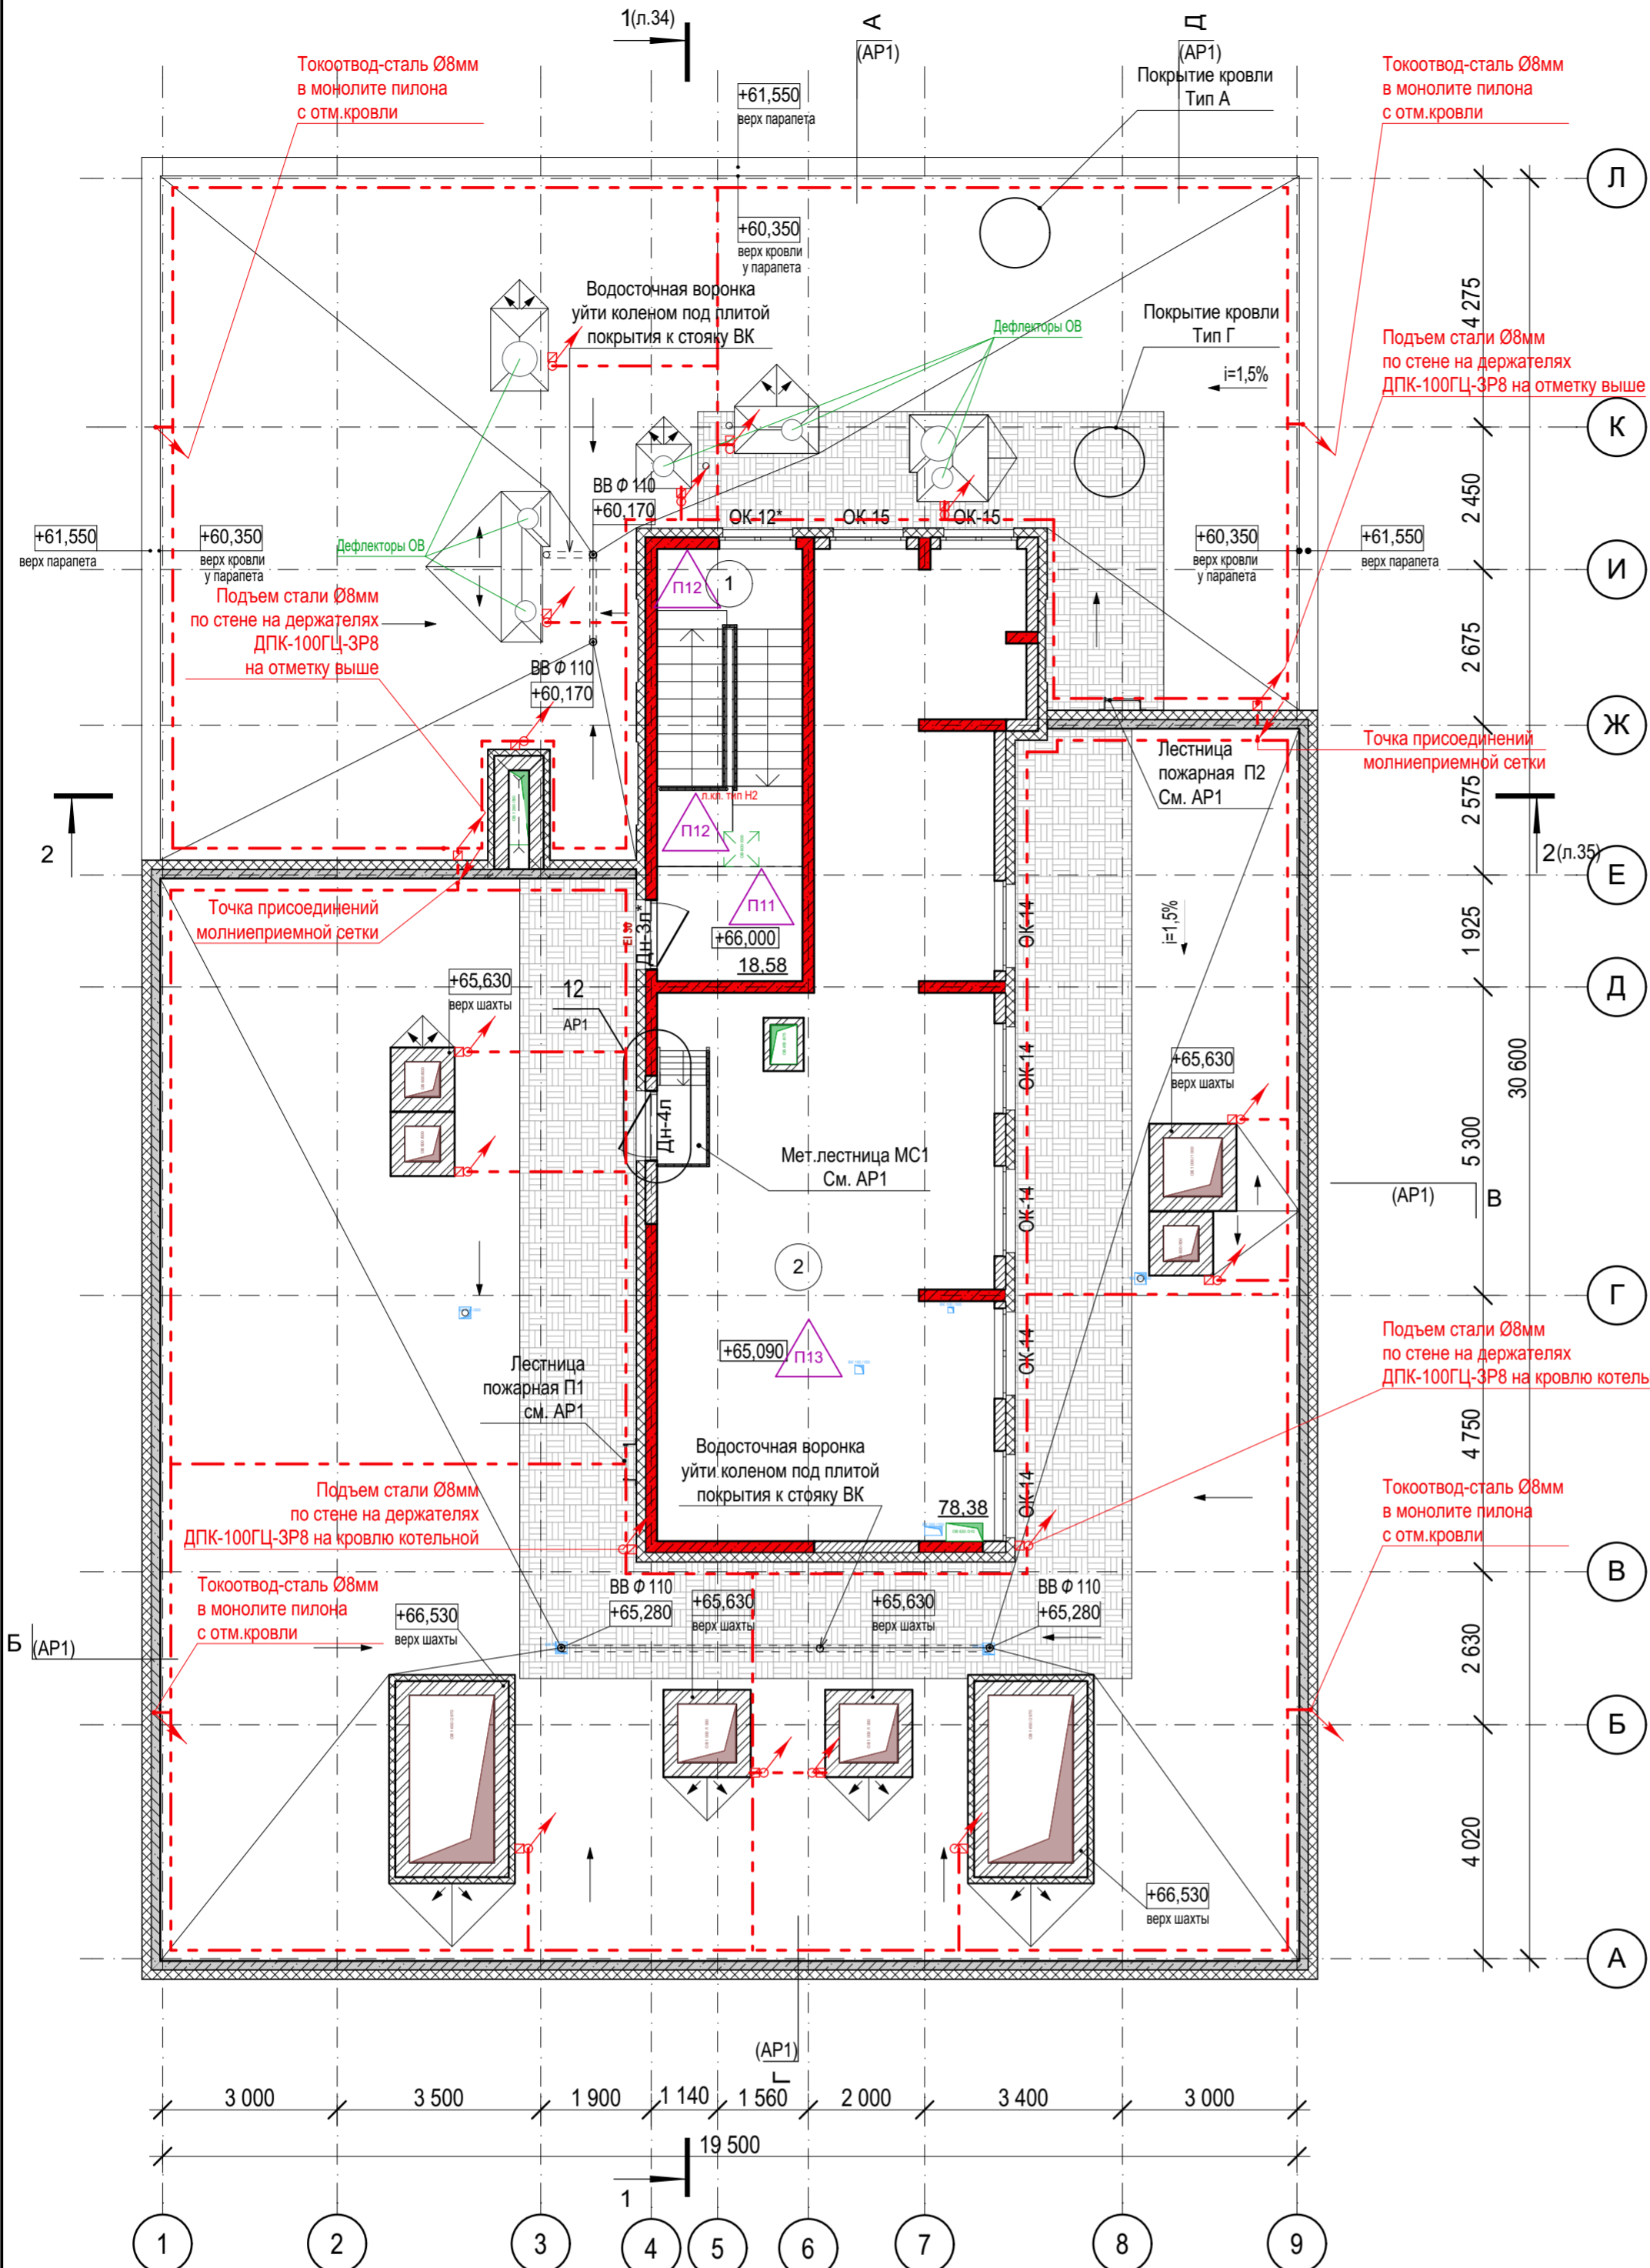 1(л.34)
А
(АР1)
Д
(АР1)
Токоотвод-сталь Ø8мм
в монолите пилона
с отм.кровли
+61,550
верх парапета
Покрытие кровли
Тип А
Токоотвод-сталь Ø8мм
в монолите пилона
с отм.кровли
Л
+60,350
верх кровли
у парапета
Водосточная воронка
уйти коленом под плитой
покрытия к стояку ВК
Дефлекторы ОВ
Покрытие кровли
Тип Г
i=1,5%
4 275
Подъем стали Ø8мм
по стене на держателях
ДПК-100ГЦ-ЗР8 на отметку выше
К
ВВ Ф 110
+60,170
ОК-12*
ОК-15
ОК-15
2 450
+61,550
верх парапета
+60,350
верх кровли
у парапета
Дефлекторы ОВ
+60,350
верх кровли
у парапета
+61,550
верх парапета
И
П12
1
Подъем стали Ø8мм
по стене на держателях
ДПК-100ГЦ-ЗР8
на отметку выше
ВВ Ф 110
+60,170
2 675
Ж
Лестница
пожарная П2
См. АР1
Точка присоединений
молниеприемной сетки
л.кл. тип Н2
П12
2 575
2
2(л.35)
Е
Точка присоединений
молниеприемной сетки
П11
EI 30
Дн-3л*
+66,000
18,58
ОК-14
i=1,5%
1 925
Д
+65,630
верх шахты
12
АР1
ОК-14
+65,630
верх шахты
30 600
Дн-4л
Мет.лестница МС1
См. АР1
5 300
(АР1)
В
ОК-14
2
Г
+65,090
П13
ОК-14
Лестница
пожарная П1
см. АР1
Подъем стали Ø8мм
по стене на держателях
ДПК-100ГЦ-ЗР8 на кровлю котель
4 750
Водосточная воронка
уйти коленом под плитой
покрытия к стояку ВК
78,38
ОК-14
Подъем стали Ø8мм
по стене на держателях
ДПК-100ГЦ-ЗР8 на кровлю котельной
Токоотвод-сталь Ø8мм
в монолите пилона
с отм.кровли
В
Токоотвод-сталь Ø8мм
в монолите пилона
с отм.кровли
+66,530
верх шахты
ВВ Ф 110
+65,280
+65,630
верх шахты
+65,630
верх шахты
ВВ Ф 110
+65,280
Б
(АР1)
2 630
Б
4 020
+66,530
верх шахты
А
(АР1)
Г
3 000
3 500
1 900
1 140
1 560
2 000
3 400
3 000
19 500
1
1
2
3
4
5
6
7
8
9